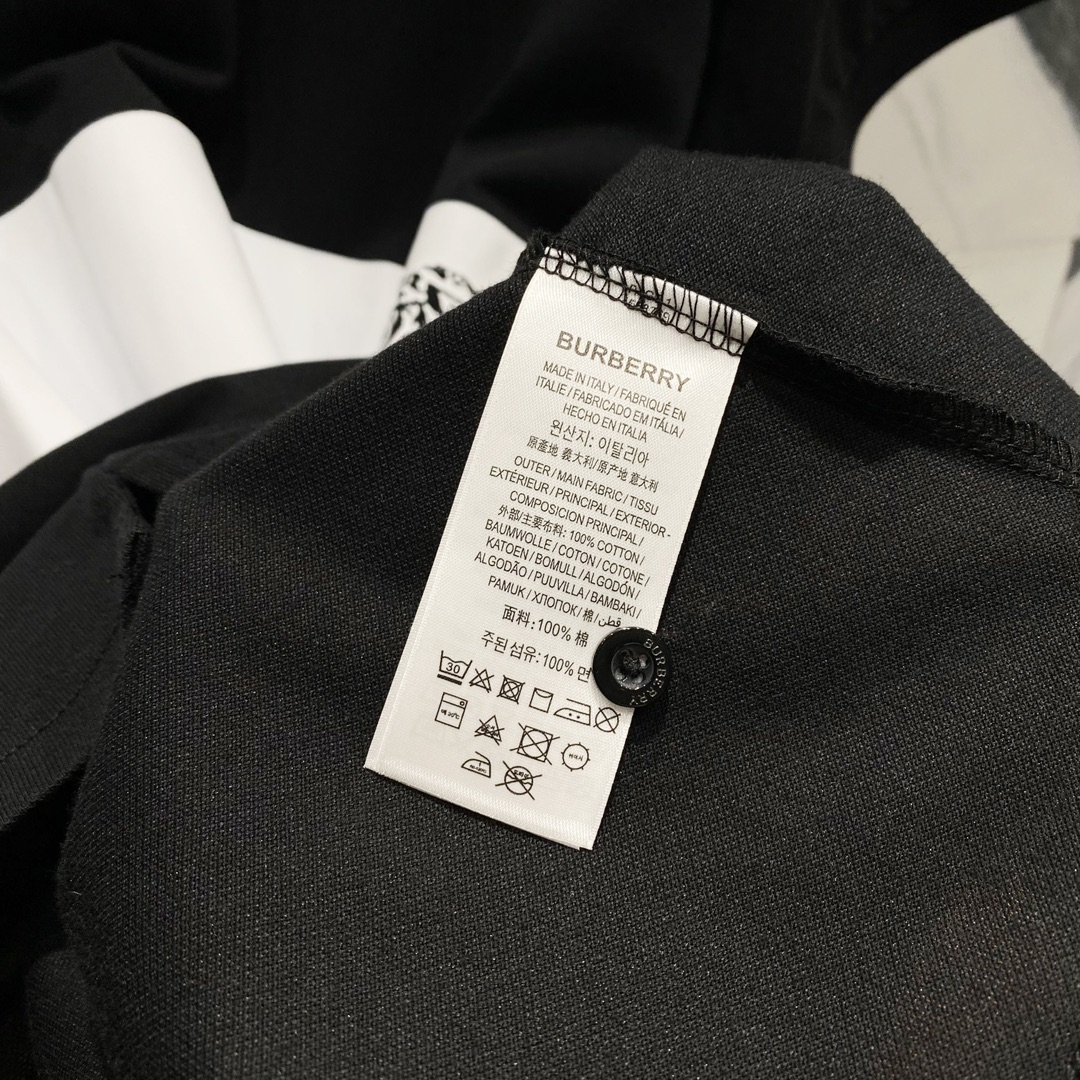 BURBERRY
MADE IN ITALY / FABRIQUÉ EN
ITALIE / FABRICADO EM ITÁLIA /
HECHO EN ITALIA
원산지: 이탈리아
原產地 義大利/原产地 意大利
OUTER / MAIN FABRIC / TISSU
EXTÉRIEUR / PRINCIPAL / EXTERIOR -
COMPOSICION PRINCIPAL /
外部/主要布料: 100% COTTON /
BAUMWOLLE / COTON / COTONE /
KATOEN / BOMULL / ALGODÓN /
ALGODÃO / PUUVILLA / BAMBAKI /
PAMUK / ХЛОПОК / 棉 / قطن
面料: 100% 棉
주된 섬유: 100% 면
30
BURBERRY